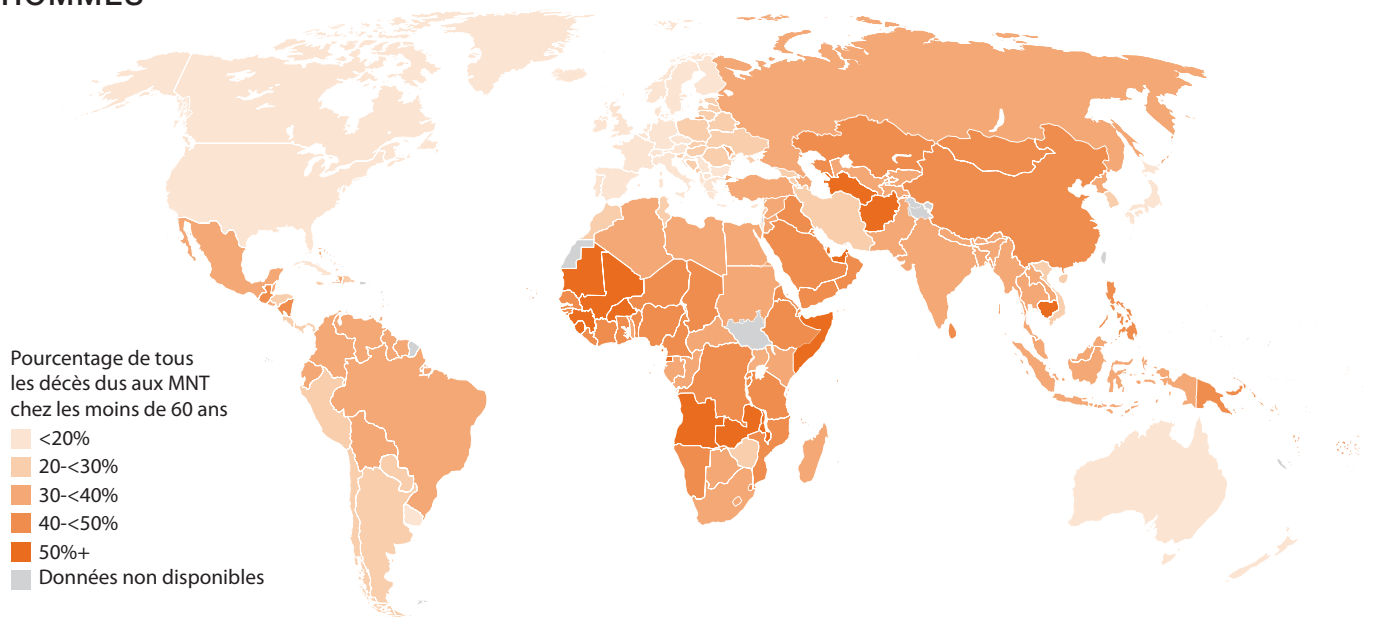 HOMMES
Pourcentage de tous
les décès dus aux MNT
chez les moins de 60 ans
<20%
20-<30%
30-<40%
40-<50%
50%+
Données non disponibles